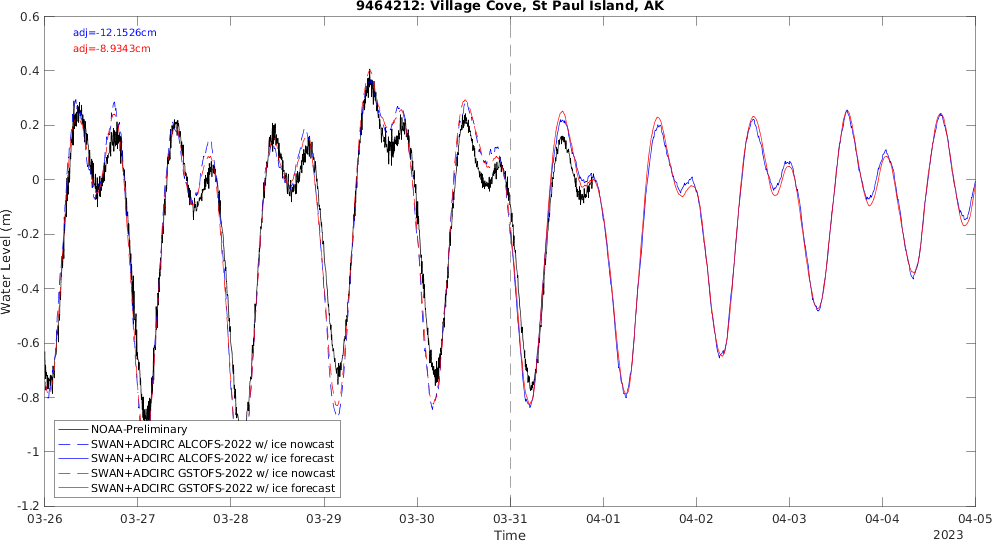 9464212: Village Cove, St Paul Island, AK
adj=-12.1526cm
adj=-8.9343cm
0.6
0.4
0.2
0
-0.2
-0.4
-0.6
-0.8
-1
-1.2
Water Level (m)
NOAA-Preliminary
SWAN+ADCIRC ALCOFS-2022 w/ ice nowcast
SWAN+ADCIRC ALCOFS-2022 w/ ice forecast
SWAN+ADCIRC GSTOFS-2022 w/ ice nowcast
SWAN+ADCIRC GSTOFS-2022 w/ ice forecast
03-26 03-27 03-28 03-29 03-30 03-31 04-01 04-02 04-03 04-04 04-05
Time
2023